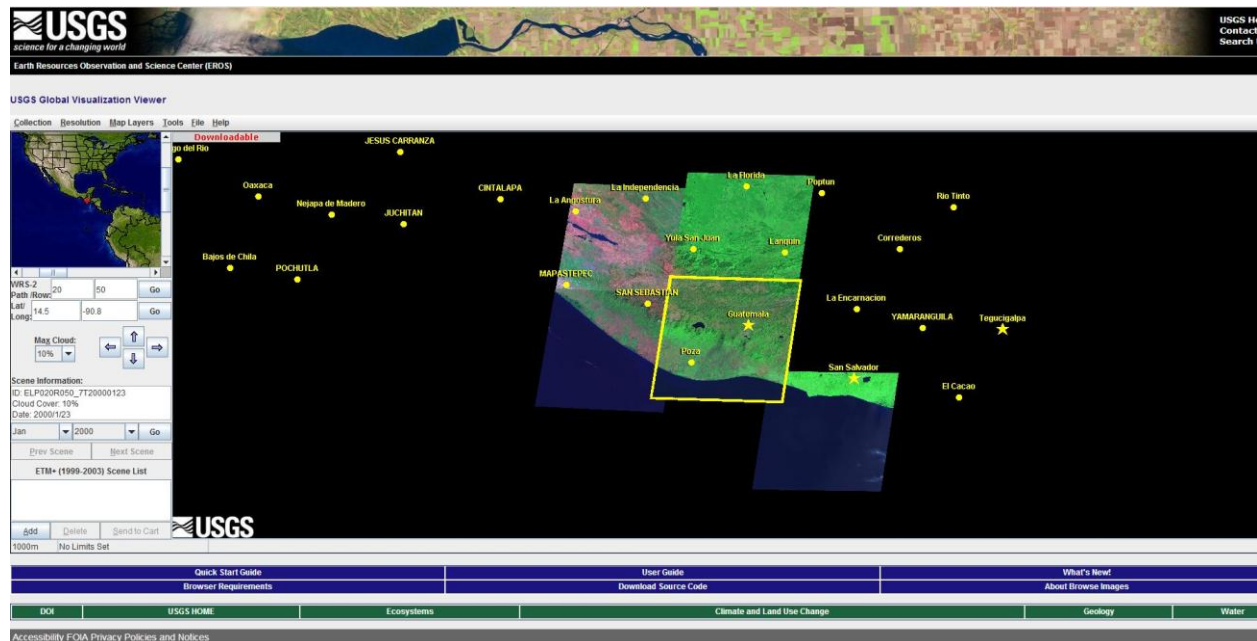 USGS
science for a changing world
USGS H
Contact
Search
Earth Resources Observation and Science Center (EROS)
USGS Global Visualization Viewer
Collection Resolution Map Layers Tools File Help
Downloadable
go del Rio
JESUS CARRANZA
Oaxaca
Nejapa de Madero
JUCHITAN
CINTALAPA
La Angostura
La Independencia
La Florida
Poptun
Rio Tinto
Bajos de Chila
POCHUTLA
Yula San Juan
Lanquin
Correderos
MAPASTEPEC
SAN SEBASTIAN
Guatemala
La Encarnacion
YAMARANGUILA
Tegucigalpa
Poza
San Salvador
El Cacao
WRS-2
Path /Row: 20 50 Go
Lat/
Long: 14.5 -90.8 Go
Max Cloud:
10%
Scene Information:
ID: ELP020R050_7T20000123
Cloud Cover: 10%
Date: 2000/1/23
Jan 2000 Go
Prev Scene Next Scene
ETM+ (1999-2003) Scene List
Add Delete Send to Cart
USGS
1000m No Limits Set
Quick Start Guide User Guide What's New!
Browser Requirements Download Source Code About Browse Images
DOI USGS HOME Ecosystems Climate and Land Use Change Geology Water
Accessibility FOIA Privacy Policies and Notices